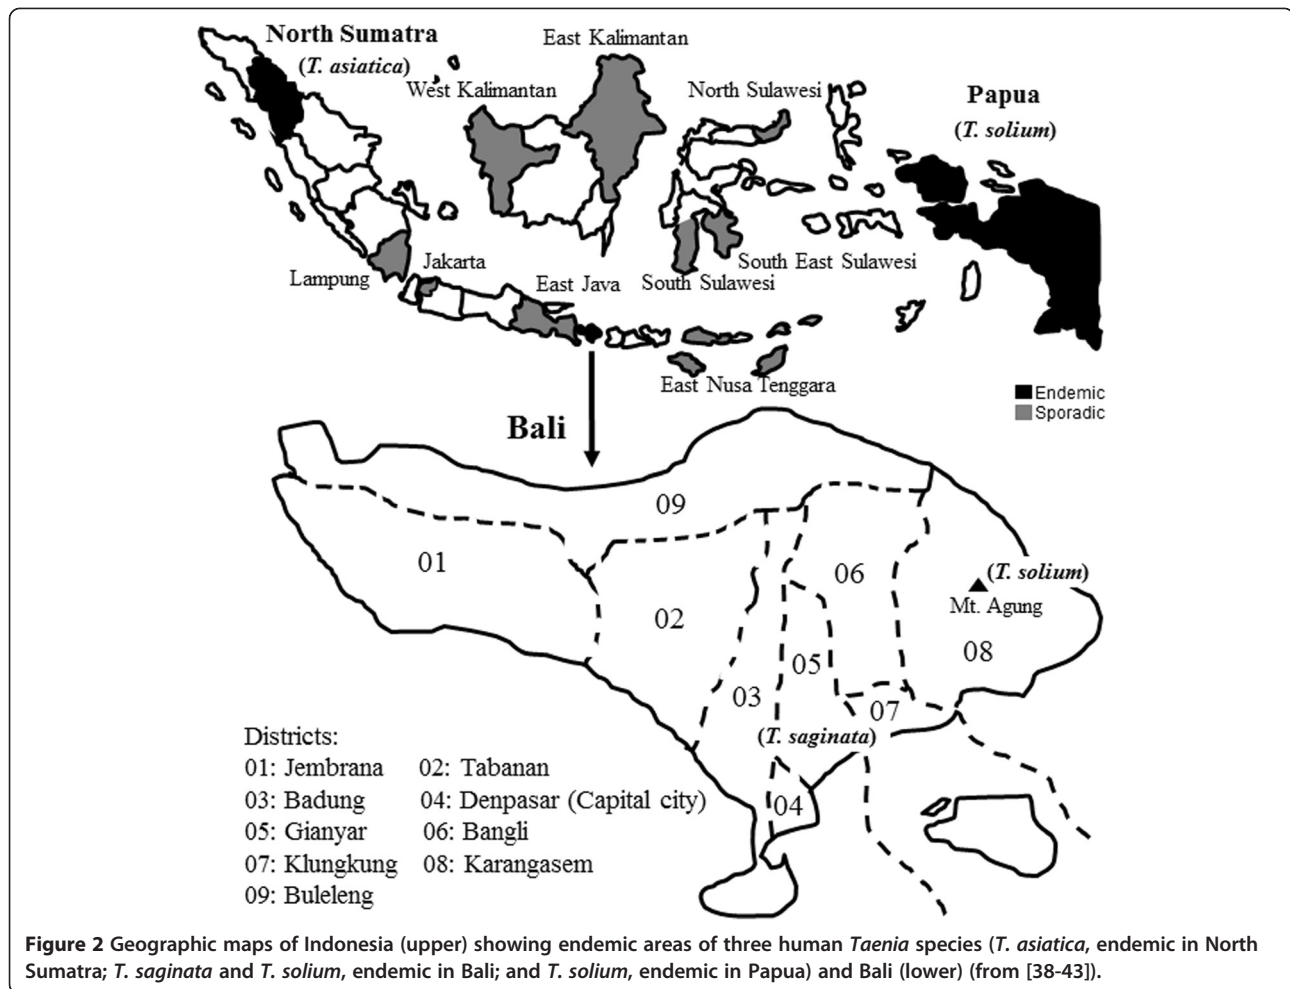 North Sumatra
(T. asiatica)
East Kalimantan
West Kalimantan
North Sulawesi
Papua
(T. solium)
Lampung
Jakarta
East Java
South Sulawesi
South East Sulawesi
East Nusa Tenggara
Endemic
Sporadic
Bali
09
01
06
(T. solium)
Mt. Agung
02
08
05
03
07
(T. saginata)
04
Districts:
01: Jembrana 02: Tabanan
03: Badung 04: Denpasar (Capital city)
05: Gianyar 06: Bangli
07: Klungkung 08: Karangasem
09: Buleleng
Figure 2 Geographic maps of Indonesia (upper) showing endemic areas of three human Taenia species (T. asiatica, endemic in North
Sumatra; T. saginata and T. solium, endemic in Bali; and T. solium, endemic in Papua) and Bali (lower) (from [38-43]).